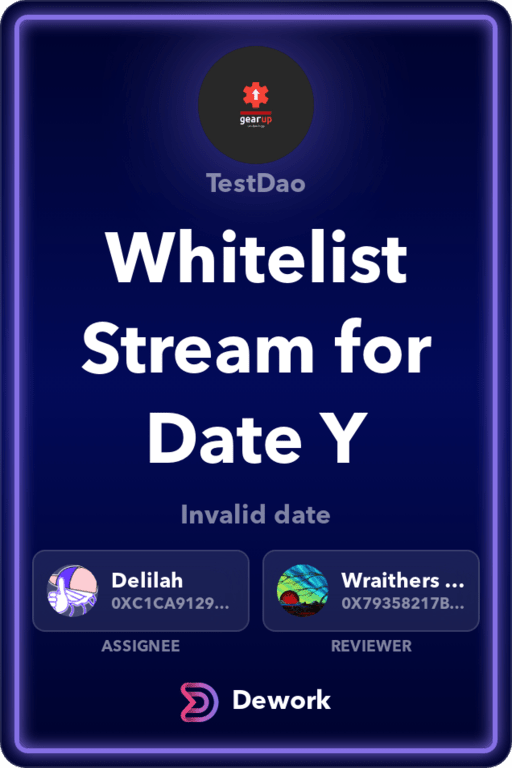 gearup
TestDao
Whitelist
Stream for
Date Y
Invalid date
Delilah
0XC1CA9129...
Wraithers ...
0X79358217B...
ASSIGNEE
REVIEWER
Dework